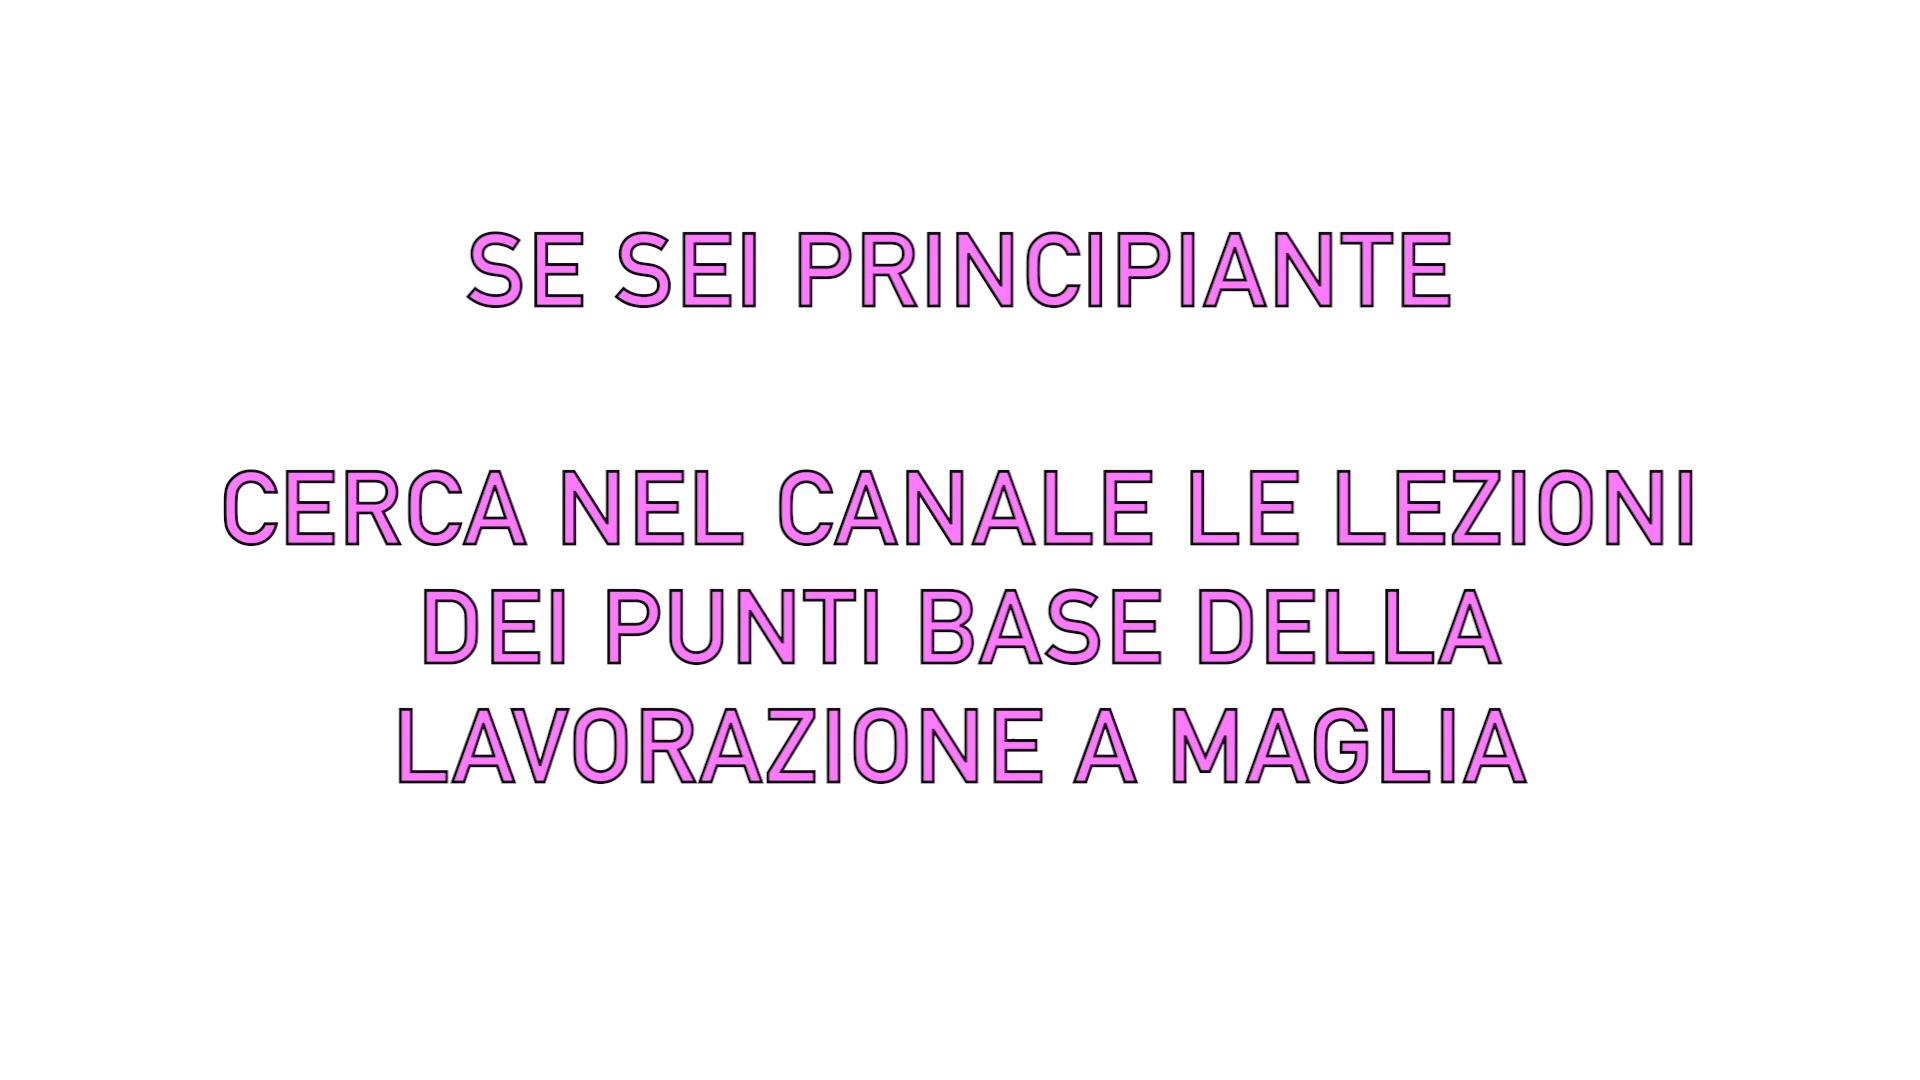 SE SEI PRINCIPIANTE
CERCA NEL CANALE LE LEZIONI
DEI PUNTI BASE DELLA
LAVORAZIONE A MAGLIA